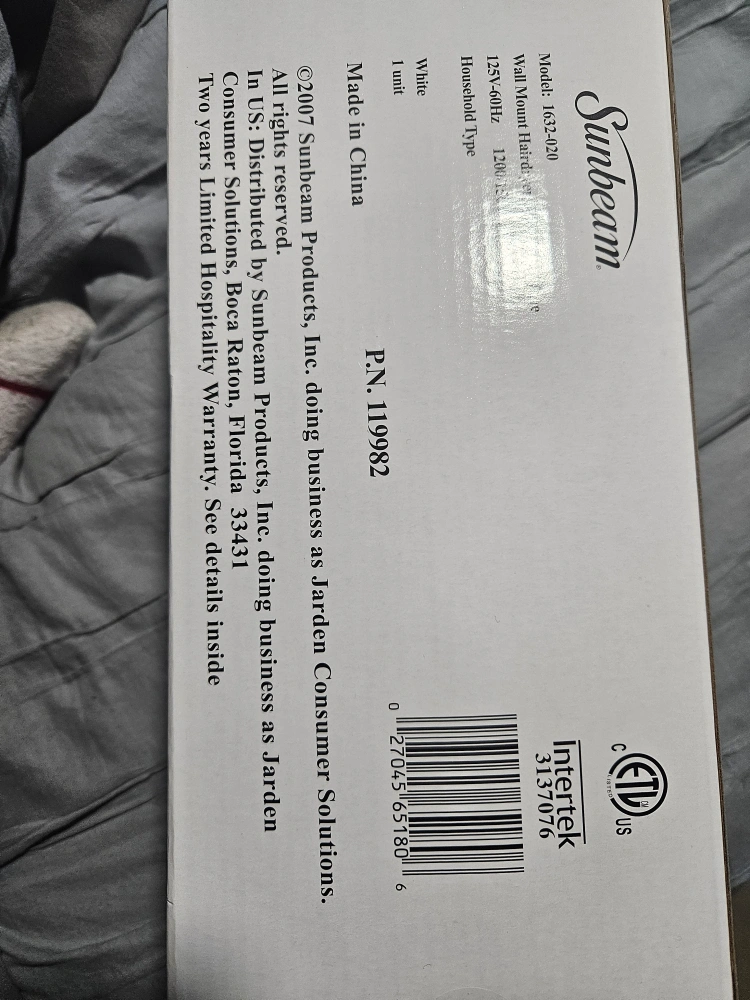 Sunbeam®
Model: 1632-020
Wall Mount
125V-60Hz
Household Type
White
1 unit
Made in China
P.N. 119982
©2007 Sunbeam Products, Inc. doing business as Jarden Consumer Solutions.
All rights reserved.
In US: Distributed by Sunbeam Products, Inc. doing business as Jarden
Consumer Solutions, Boca Raton, Florida 33431
Two years Limited Hospitality Warranty. See details inside
C ETL CM US
LISTED
Intertek
3137076
0 27045 65180 6